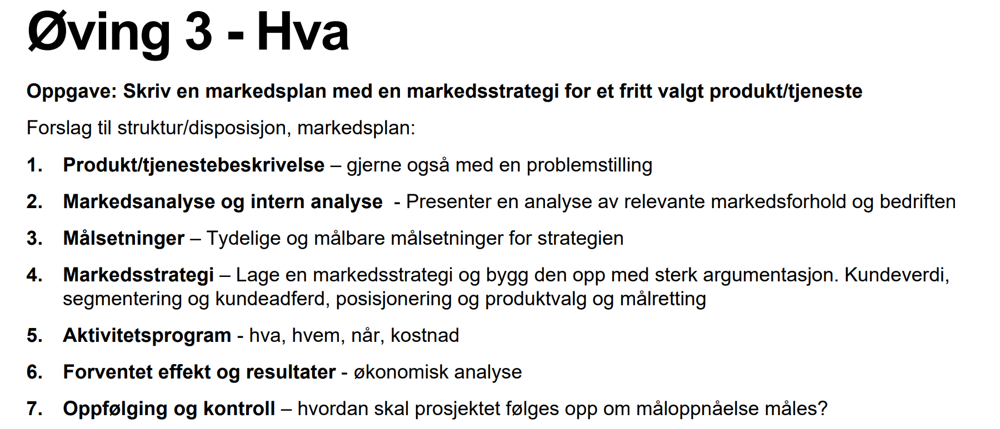 Øving 3 - Hva
Oppgave: Skriv en markedsplan med en markedsstrategi for et fritt valgt produkt/tjeneste
Forslag til struktur/disposisjon, markedsplan:
1. Produkt/tjenestebeskrivelse – gjerne også med en problemstilling
2. Markedsanalyse og intern analyse - Presenter en analyse av relevante markedsforhold og bedriften
3. Målsetninger – Tydelige og målbare målsetninger for strategien
4. Markedsstrategi – Lage en markedsstrategi og bygg den opp med sterk argumentasjon. Kundeverdi,
segmentering og kundeadferd, posisjonering og produktvalg og målretting
5. Aktivitetsprogram - hva, hvem, når, kostnad
6. Forventet effekt og resultater - økonomisk analyse
7. Oppfølging og kontroll – hvordan skal prosjektet følges opp om måloppnåelse måles?